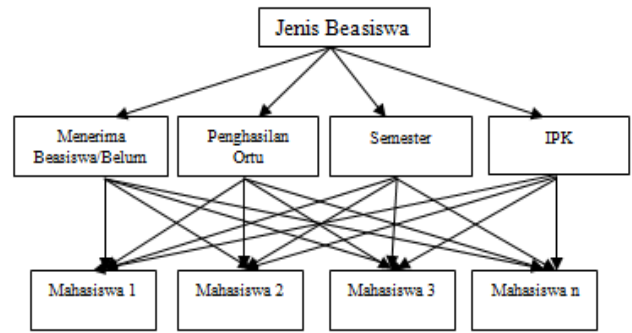 Jenis Beasiswa
Menerima
Beasiswa/Belum
Penghasilan
Ortu
Semester
IPK
Mahasiswa 1
Mahasiswa 2
Mahasiswa 3
Mahasiswa n